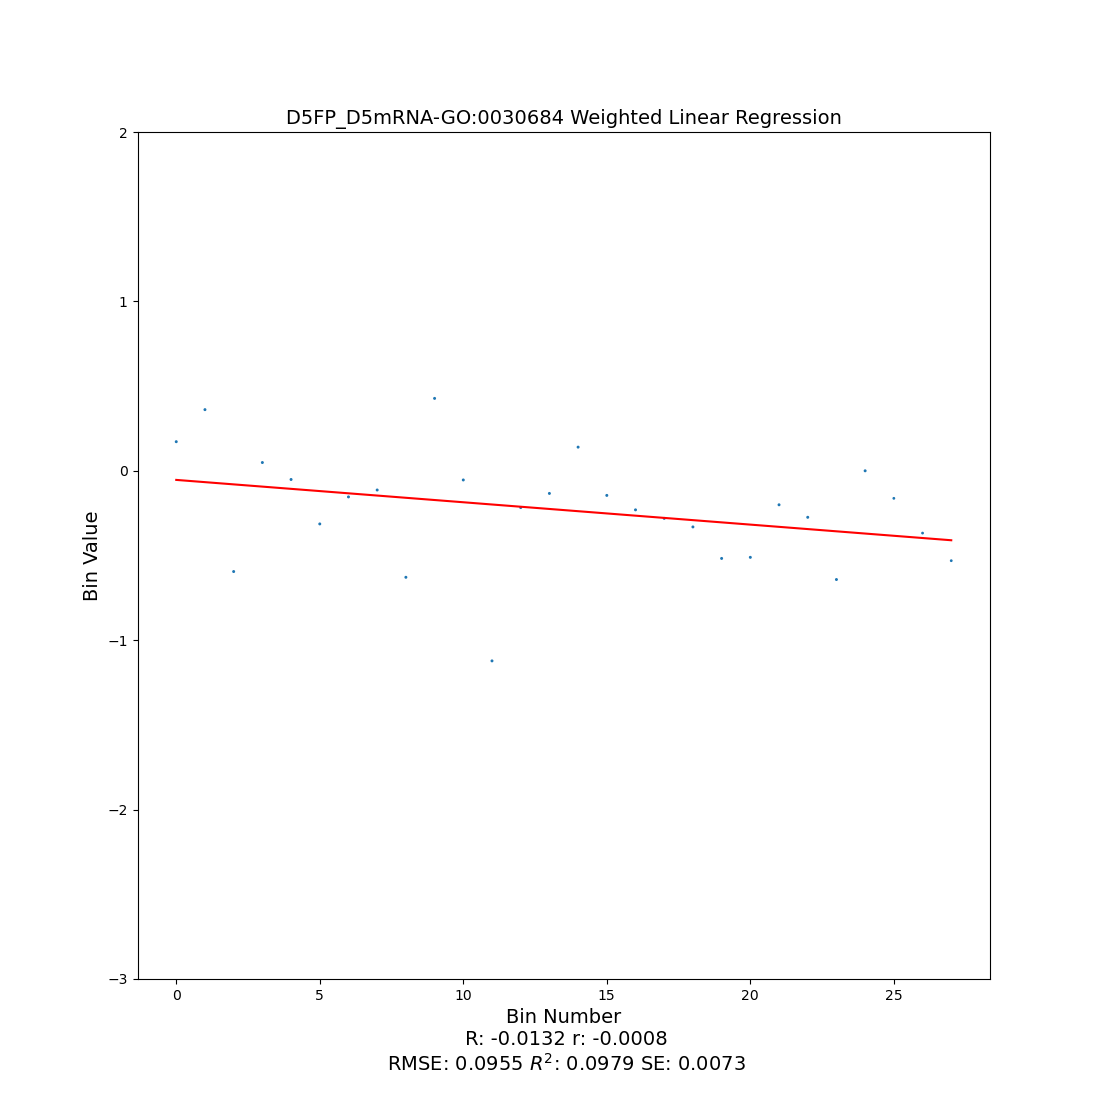 D5FP_D5mRNA-GO:0030684 Weighted Linear Regression
2
1
0
−1
−2
−3
Bin Value
0 5 10 15 20 25
Bin Number
R: -0.0132 r: -0.0008
RMSE: 0.0955 R²: 0.0979 SE: 0.0073